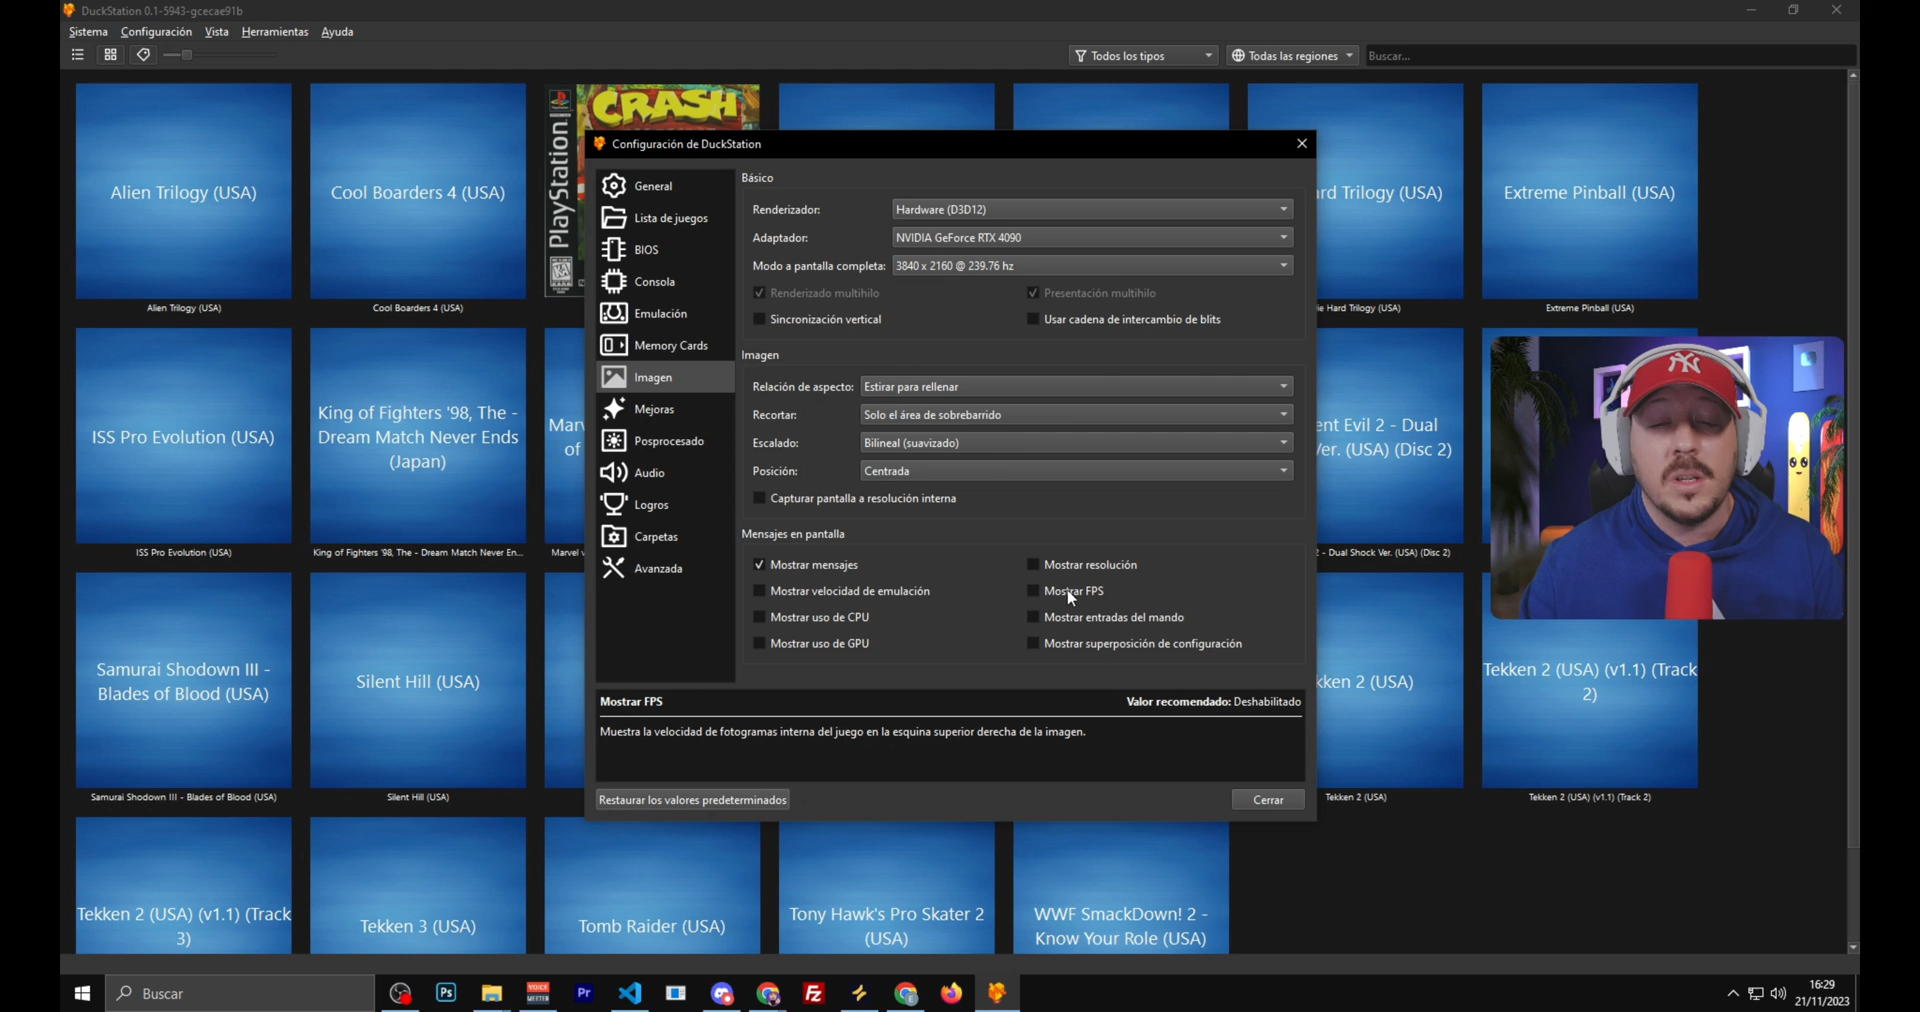 DuckStation 0.1-5943-gcecae91b
Sistema Configuración Vista Herramientas Ayuda
Todos los tipos
Todas las regiones
Buscar...
Alien Trilogy (USA)
Alien Trilogy (USA)
Cool Boarders 4 (USA)
Cool Boarders 4 (USA)
PlayStation
CRASH
rd Trilogy (USA)
ie Hard Trilogy (USA)
Extreme Pinball (USA)
Extreme Pinball (USA)
ISS Pro Evolution (USA)
ISS Pro Evolution (USA)
King of Fighters '98, The -
Dream Match Never Ends
(Japan)
King of Fighters '98, The - Dream Match Never En...
Marv
of
Marvel v
ent Evil 2 - Dual
Ver. (USA) (Disc 2)
2 - Dual Shock Ver. (USA) (Disc 2)
Configuración de DuckStation
General
Lista de juegos
BIOS
Consola
Emulación
Memory Cards
Imagen
Mejoras
Posprocesado
Audio
Logros
Carpetas
Avanzada
Básico
Renderizador: Hardware (D3D12)
Adaptador: NVIDIA GeForce RTX 4090
Modo a pantalla completa: 3840 x 2160 @ 239.76 hz
Renderizado multihilo
Presentación multihilo
Sincronización vertical
Usar cadena de intercambio de blits
Imagen
Relación de aspecto: Estirar para rellenar
Recortar: Solo el área de sobrebarrido
Escalado: Bilineal (suavizado)
Posición: Centrada
Capturar pantalla a resolución interna
Mensajes en pantalla
Mostrar mensajes
Mostrar resolución
Mostrar velocidad de emulación
Mostrar FPS
Mostrar uso de CPU
Mostrar entradas del mando
Mostrar uso de GPU
Mostrar superposición de configuración
Mostrar FPS
Valor recomendado: Deshabilitado
Muestra la velocidad de fotogramas interna del juego en la esquina superior derecha de la imagen.
Restaurar los valores predeterminados
Cerrar
Samurai Shodown III -
Blades of Blood (USA)
Samurai Shodown III - Blades of Blood (USA)
Silent Hill (USA)
Silent Hill (USA)
kken 2 (USA)
Tekken 2 (USA)
Tekken 2 (USA) (v1.1) (Track
2)
Tekken 2 (USA) (v1.1) (Track 2)
Tekken 2 (USA) (v1.1) (Track
3)
Tekken 3 (USA)
Tomb Raider (USA)
Tony Hawk's Pro Skater 2
(USA)
WWF SmackDown! 2 -
Know Your Role (USA)
Buscar
Ps
VOICE
MEETER
Pr
Fz
16:29
21/11/2023